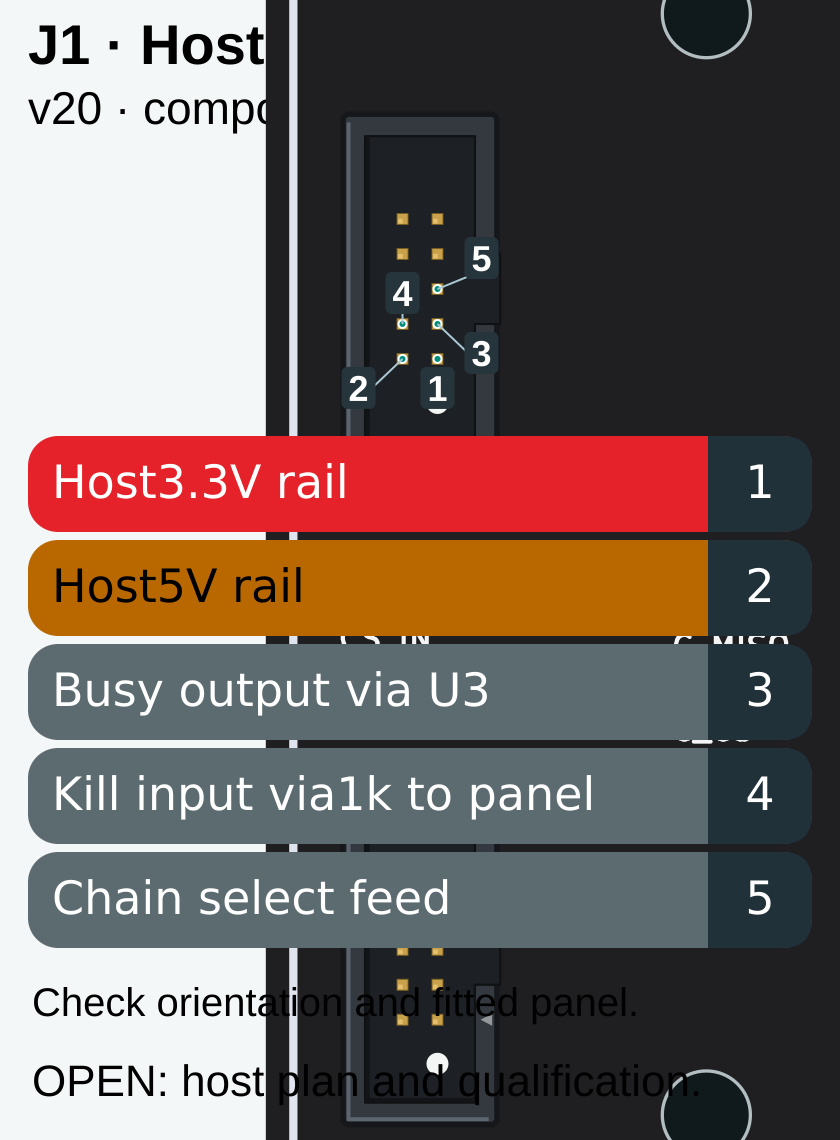 J1 · Host
v20 · compo
5
4
3
2
1
Host3.3V rail 1
Host5V rail 2
Busy output via U3 3
Kill input via1k to panel 4
Chain select feed 5
Check orientation and fitted panel.
OPEN: host plan and qualification.